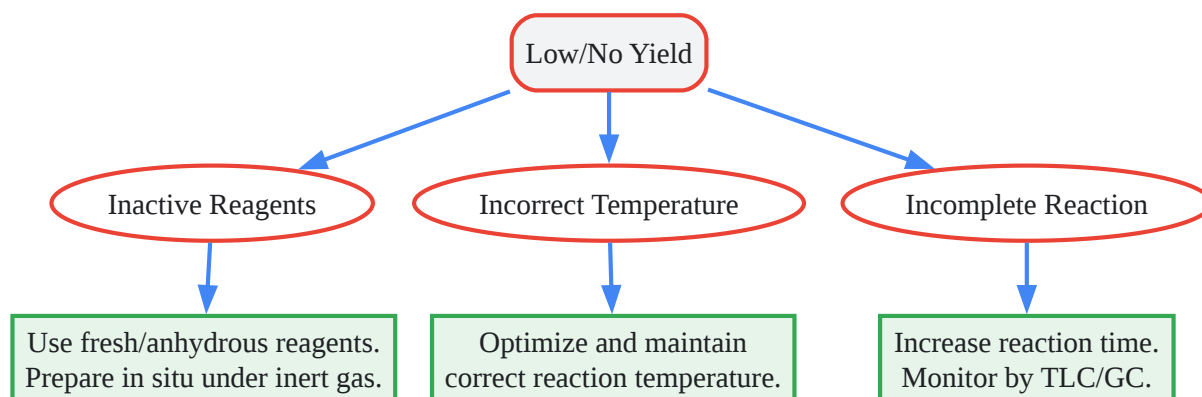 Low/No Yield
Inactive Reagents
Incorrect Temperature
Incomplete Reaction
Use fresh/anhydrous reagents.
Prepare in situ under inert gas.
Optimize and maintain
correct reaction temperature.
Increase reaction time.
Monitor by TLC/GC.